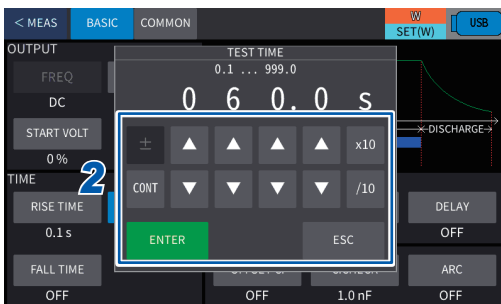 < MEAS BASIC COMMON W SET(W) USB
OUTPUT
TEST TIME
0.1 ... 999.0
FREQ
DC
0 6 0. 0 s
START VOLT
0 %
DISCHARGE
± ▲ ▲ ▲ ▲ x10
2
TIME
CONT ▼ ▼ ▼ ▼ /10
RISE TIME
0.1 s
DELAY
OFF
ENTER ESC
FALL TIME
OFF
OFF
1.0 nF
ARC
OFF